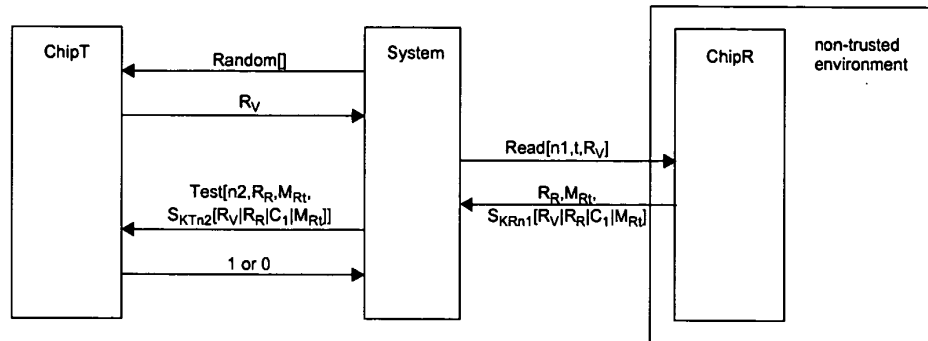 ChipT
System
ChipR
non-trusted
environment
Random[]
R_V
Read[n1,t,R_V]
Test[n2,R_R,M_Rt,
S_KTn2[R_V|R_R|C_1|M_Rt]]
R_R,M_Rt,
S_KRn1[R_V|R_R|C_1|M_Rt]
1 or 0